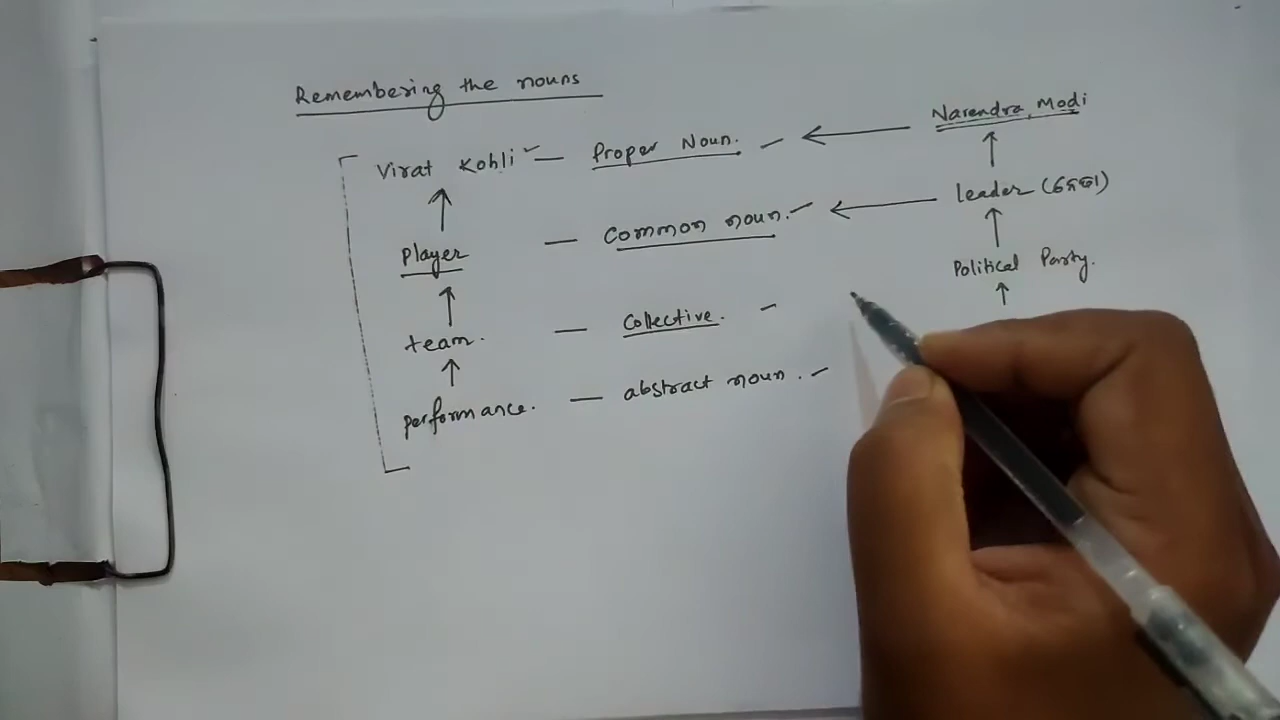 Remembering the nouns
Virat Kohli — Proper Noun. — ← Narendra Modi
↑ ↑
Player — Common noun. — ← leader (ନେତା)
↑ ↑
team. — Collective. — Political Party.
↑ ↑
performance. — abstract noun. —